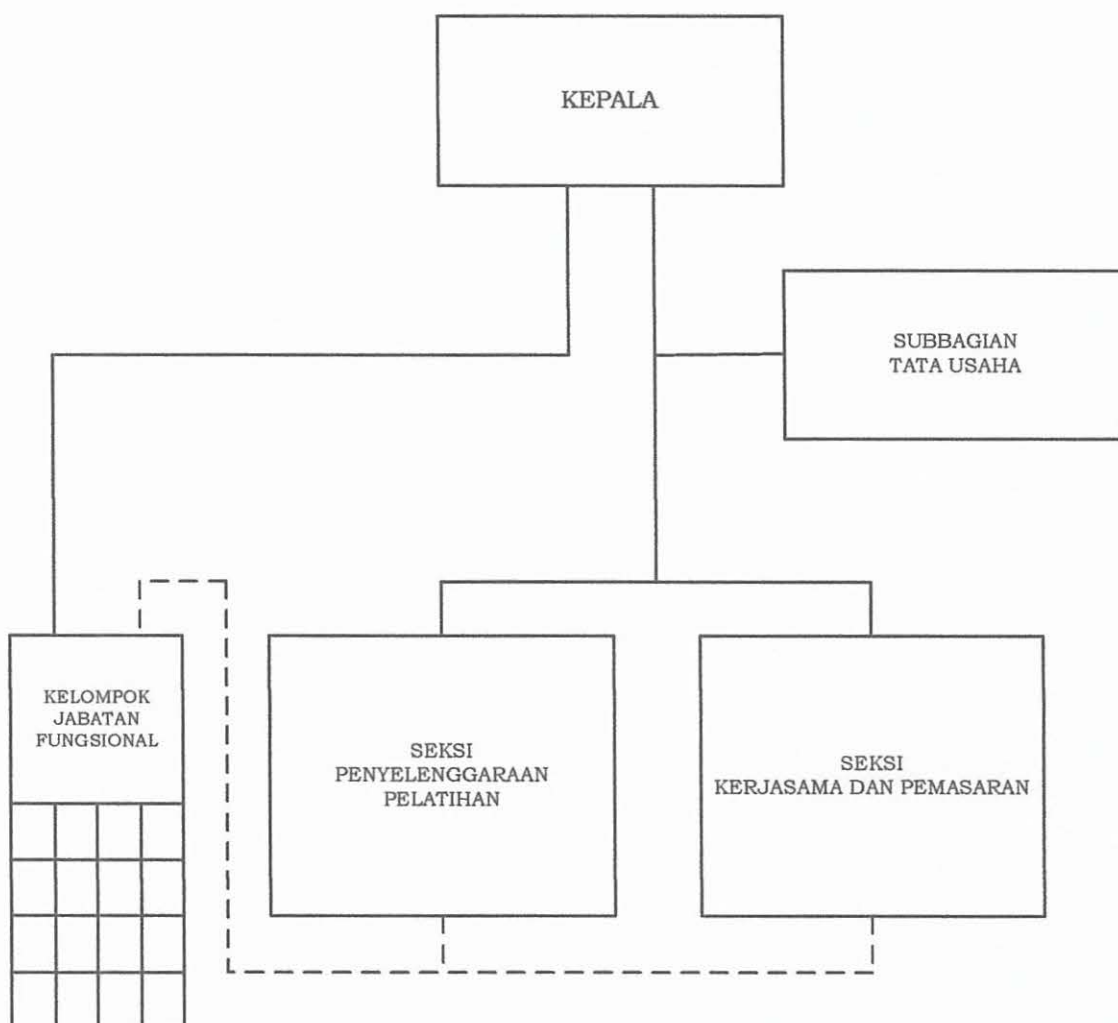 KEPALA
SUBBAGIAN
TATA USAHA
KELOMPOK
JABATAN
FUNGSIONAL
SEKSI
PENYELENGGARAAN
PELATIHAN
SEKSI
KERJASAMA DAN PEMASARAN